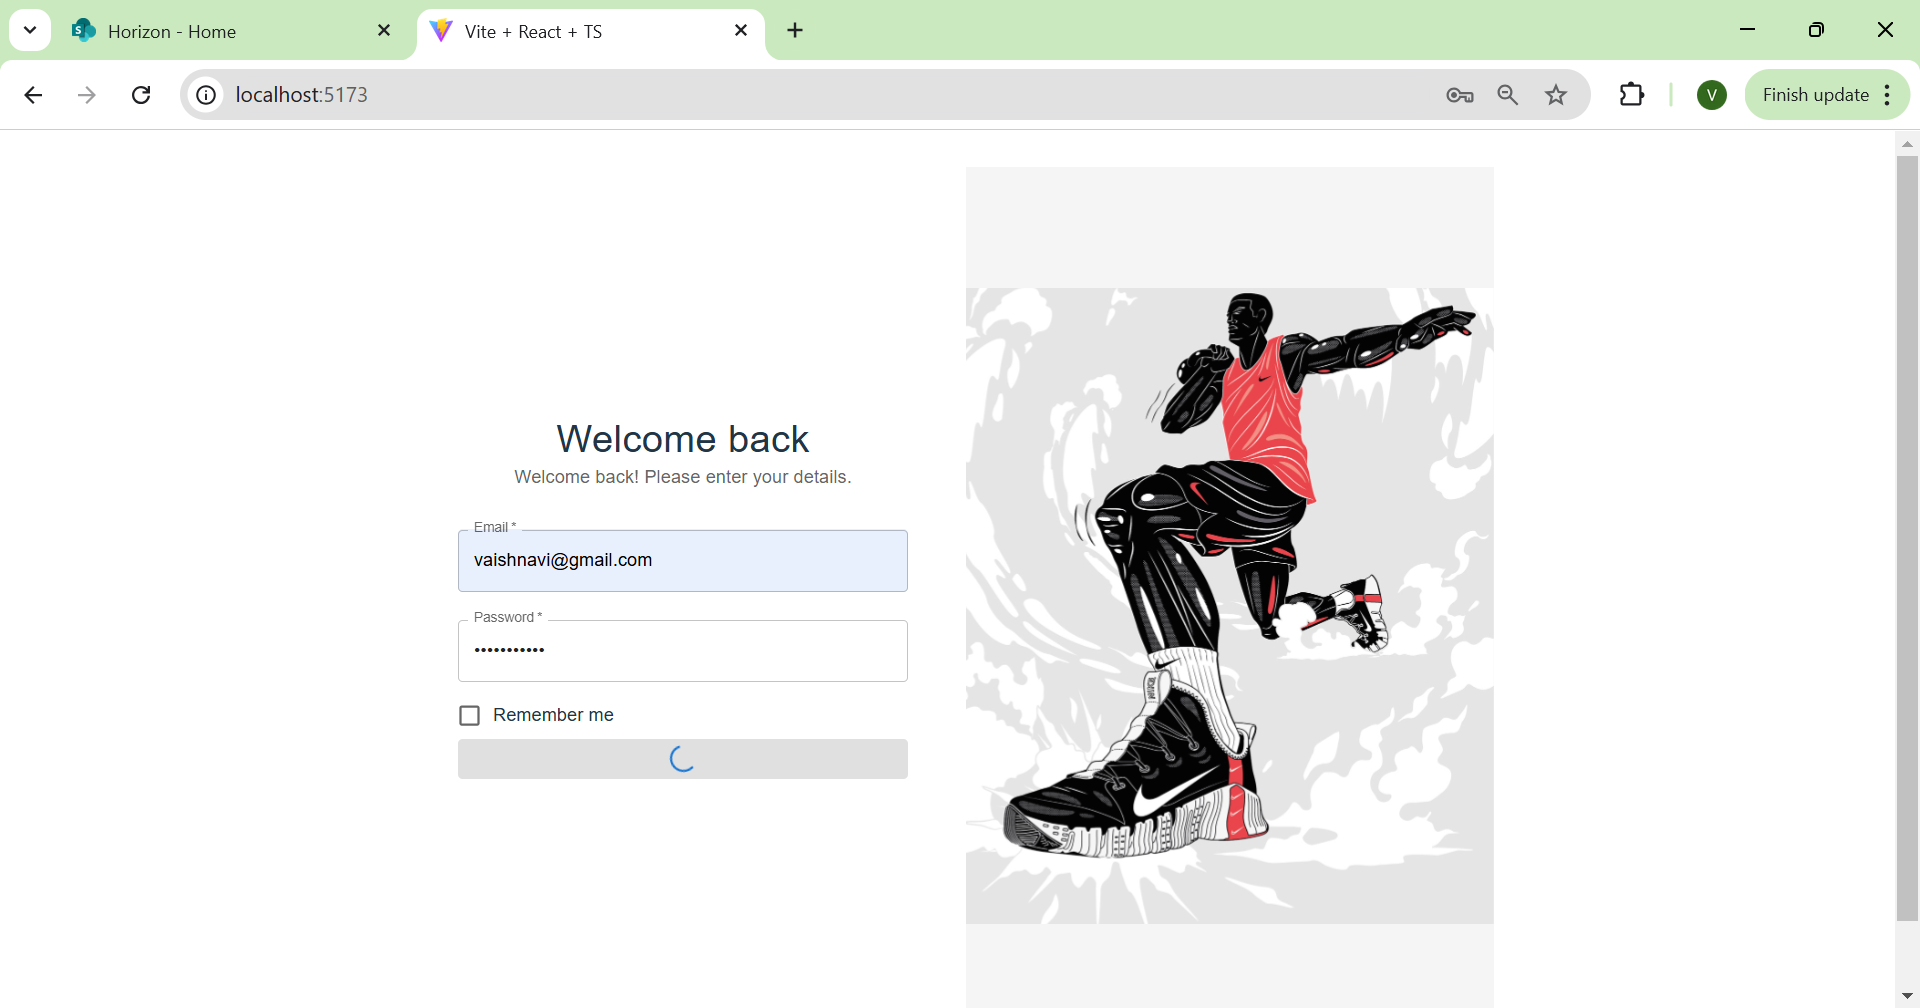 Horizon - Home
Vite + React + TS
localhost:5173
V
Finish update
Welcome back
Welcome back! Please enter your details.
Email *
vaishnavi@gmail.com
Password *
•••••••••••
Remember me